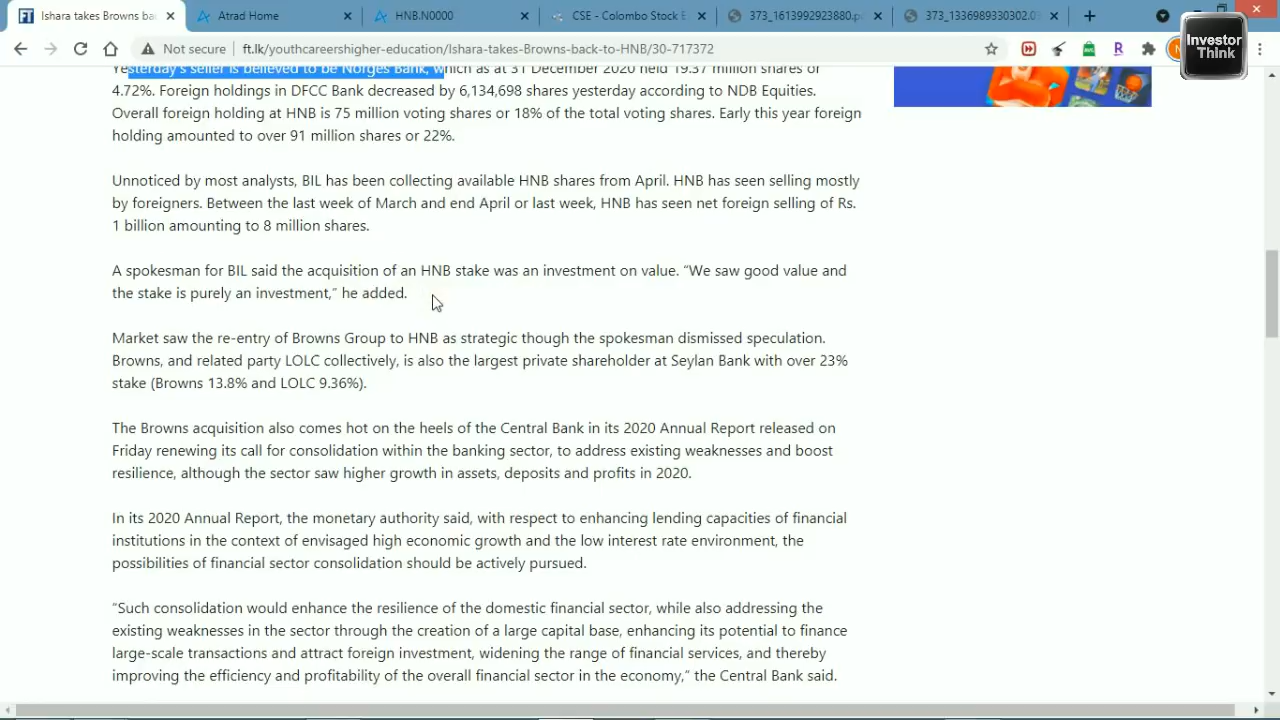 Ishara takes Browns ba
Atrad Home
HNB.N0000
CSE - Colombo Stock E
373_1613992923880.p
373_1336989330302.0
Not secure
ft.lk/youthcareershigher-education/Ishara-takes-Browns-back-to-HNB/30-717372
Investor
Think
Yesterday's seller is believed to be Norges Bank, which as at 31 December 2020 held 19.37 million shares or
4.72%. Foreign holdings in DFCC Bank decreased by 6,134,698 shares yesterday according to NDB Equities.
Overall foreign holding at HNB is 75 million voting shares or 18% of the total voting shares. Early this year foreign
holding amounted to over 91 million shares or 22%.
Unnoticed by most analysts, BIL has been collecting available HNB shares from April. HNB has seen selling mostly
by foreigners. Between the last week of March and end April or last week, HNB has seen net foreign selling of Rs.
1 billion amounting to 8 million shares.
A spokesman for BIL said the acquisition of an HNB stake was an investment on value. “We saw good value and
the stake is purely an investment,” he added.
Market saw the re-entry of Browns Group to HNB as strategic though the spokesman dismissed speculation.
Browns, and related party LOLC collectively, is also the largest private shareholder at Seylan Bank with over 23%
stake (Browns 13.8% and LOLC 9.36%).
The Browns acquisition also comes hot on the heels of the Central Bank in its 2020 Annual Report released on
Friday renewing its call for consolidation within the banking sector, to address existing weaknesses and boost
resilience, although the sector saw higher growth in assets, deposits and profits in 2020.
In its 2020 Annual Report, the monetary authority said, with respect to enhancing lending capacities of financial
institutions in the context of envisaged high economic growth and the low interest rate environment, the
possibilities of financial sector consolidation should be actively pursued.
“Such consolidation would enhance the resilience of the domestic financial sector, while also addressing the
existing weaknesses in the sector through the creation of a large capital base, enhancing its potential to finance
large-scale transactions and attract foreign investment, widening the range of financial services, and thereby
improving the efficiency and profitability of the overall financial sector in the economy,” the Central Bank said.